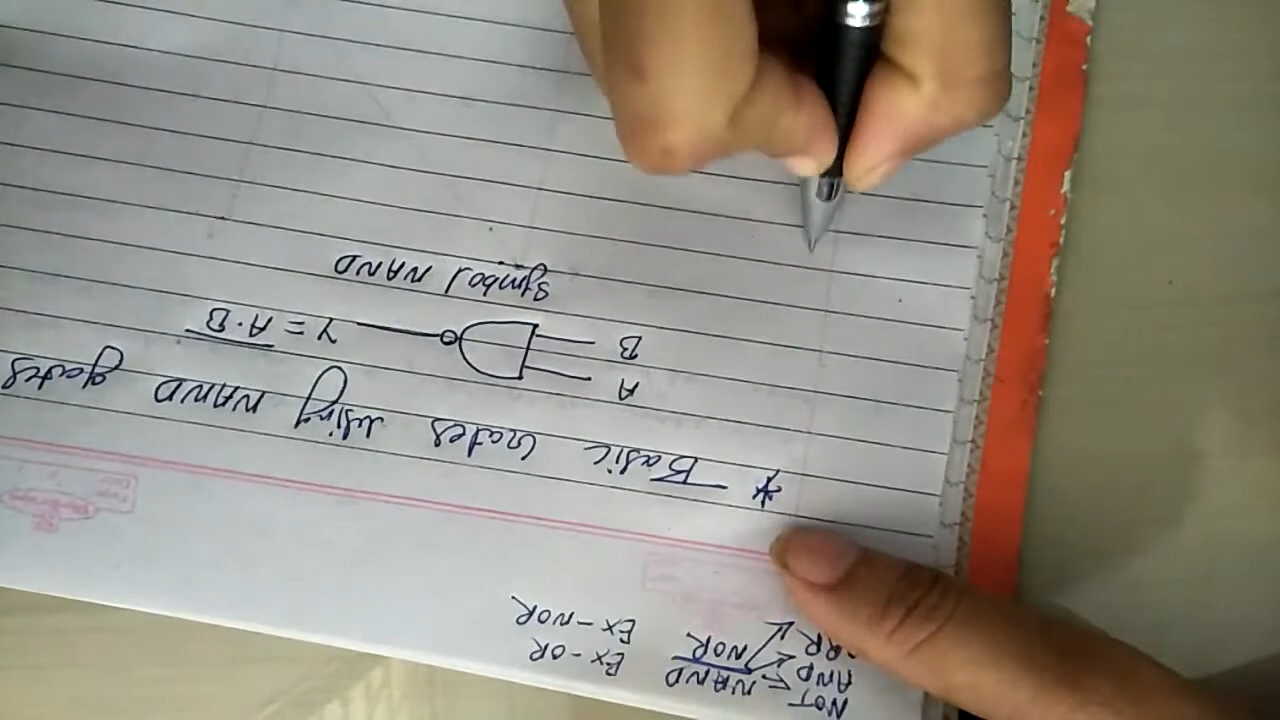 NOT
AND NAND Ex-OR
OR NOR Ex-NOR
* Basic Gates using NAND gates
A
B Y = A·B
Symbol NAND